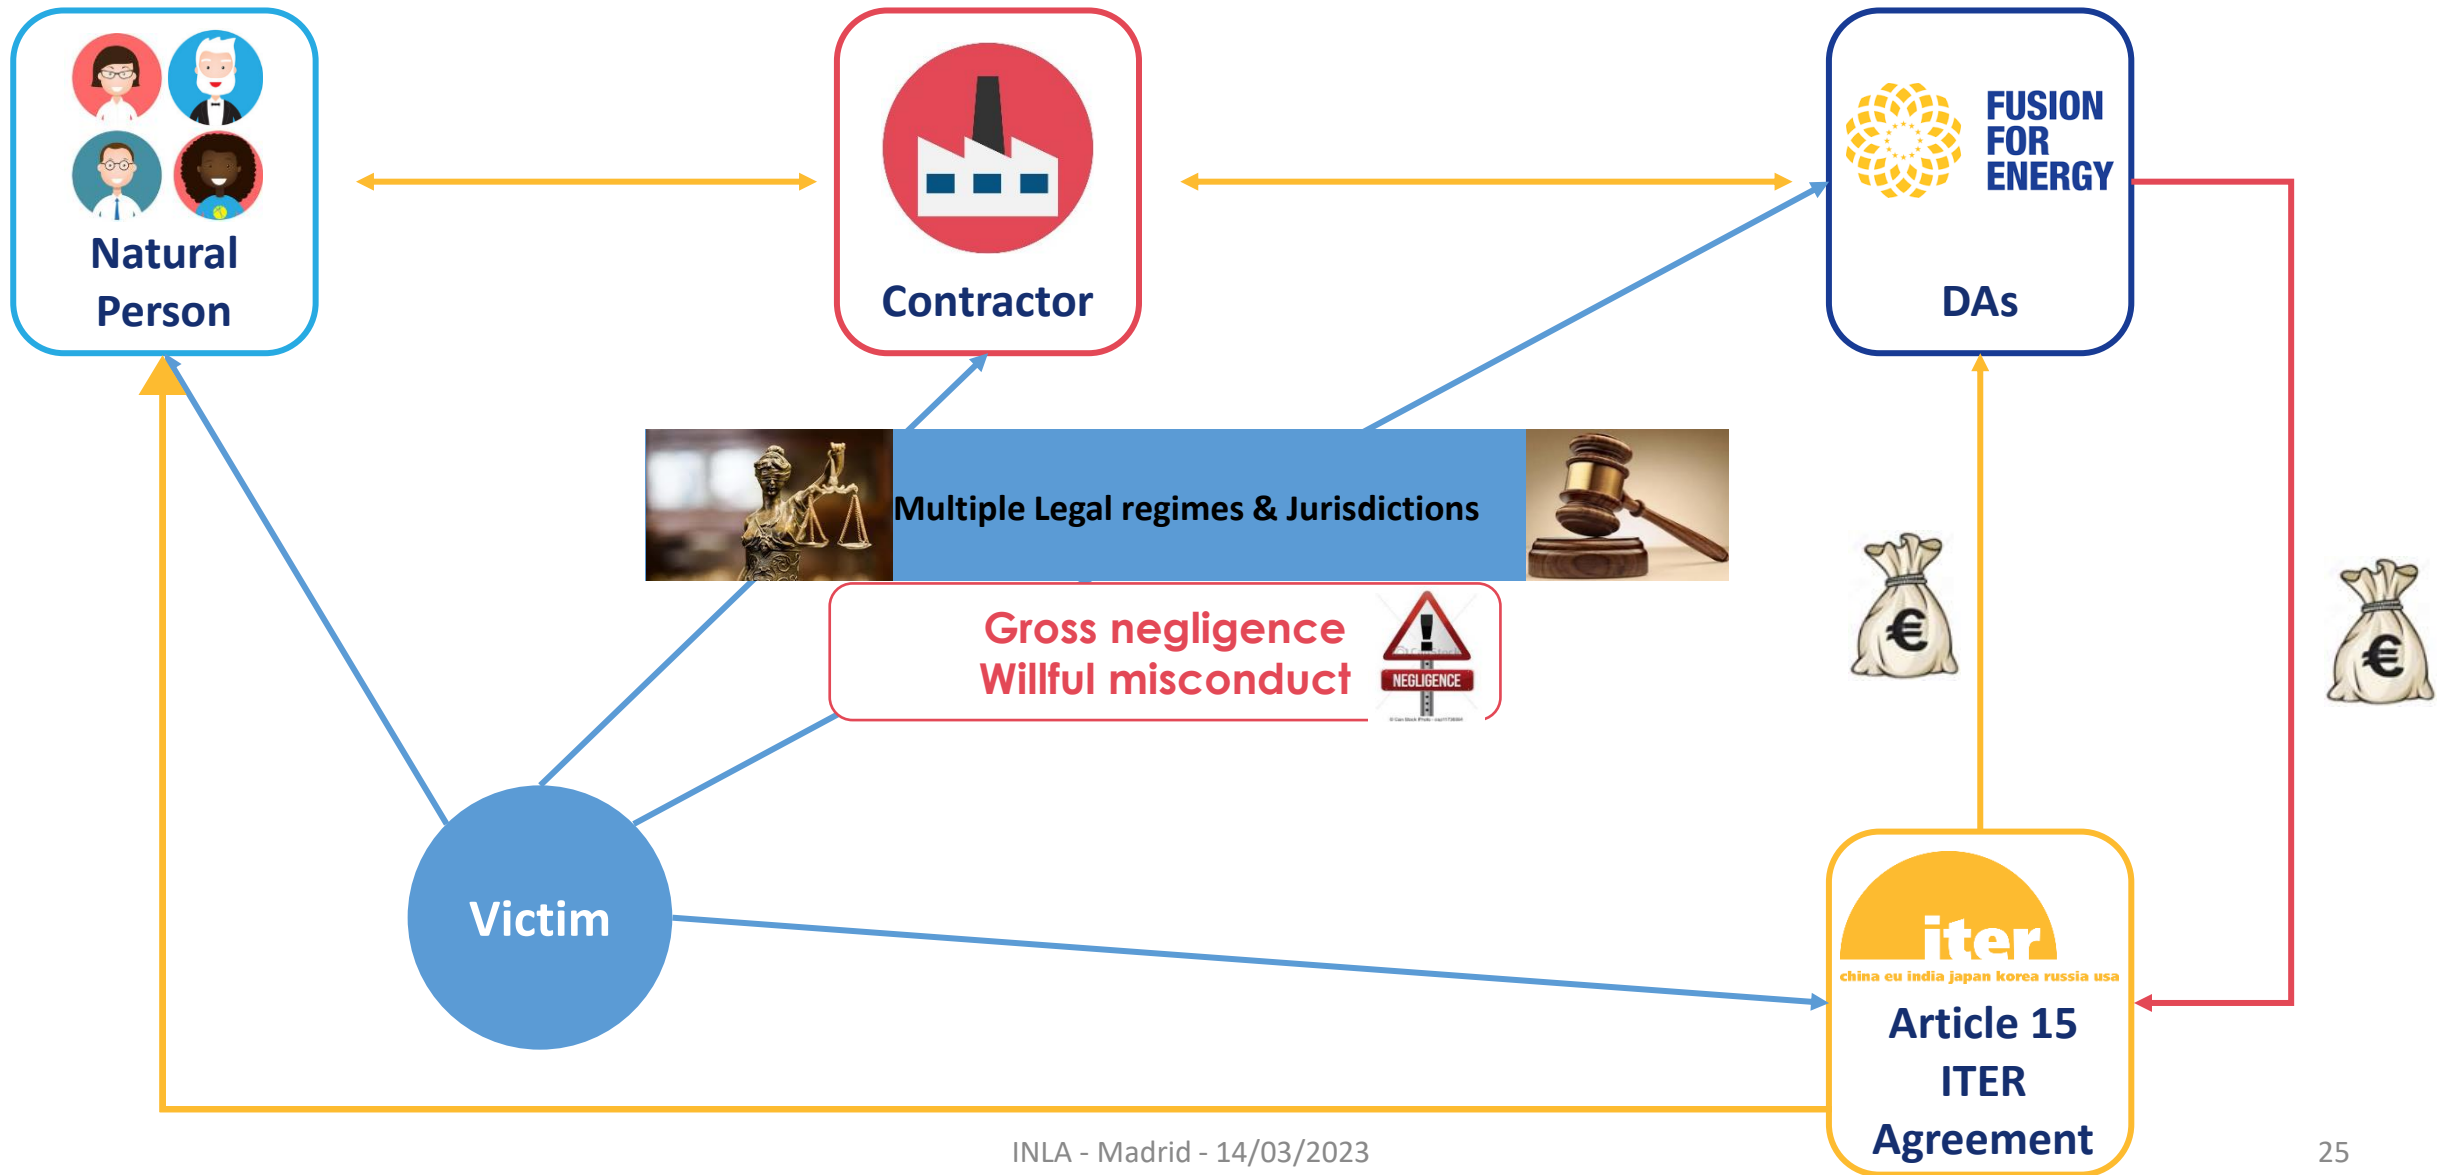 Natural
Person
Contractor
FUSION
FOR
ENERGY
DAs
Multiple Legal regimes & Jurisdictions
Gross negligence
Willful misconduct
NEGLIGENCE
€
€
Victim
iter
china eu india japan korea russia usa
Article 15
ITER
Agreement
INLA - Madrid - 14/03/2023
25